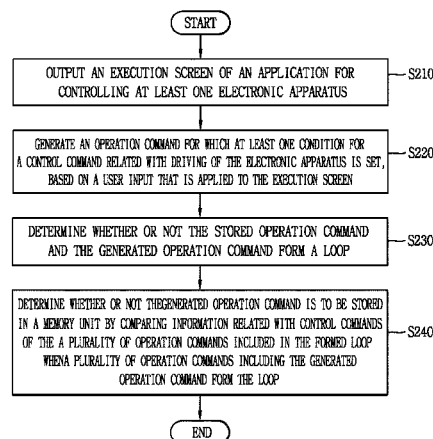 START
OUTPUT AN EXECUTION SCREEN OF AN APPLICATION FOR
CONTROLLING AT LEAST ONE ELECTRONIC APPARATUS
S210
GENERATE AN OPERATION COMMAND FOR WHICH AT LEAST ONE CONDITION FOR
A CONTROL COMMAND RELATED WITH DRIVING OF THE ELECTRONIC APPARATUS IS SET,
BASED ON A USER INPUT THAT IS APPLIED TO THE EXECUTION SCREEN
S220
DETERMINE WHETHER OR NOT THE STORED OPERATION COMMAND
AND THE GENERATED OPERATION COMMAND FORM A LOOP
S230
DETERMINE WHETHER OR NOT THEGENERATED OPERATION COMMAND IS TO BE STORED
IN A MEMORY UNIT BY COMPARING INFORMATION RELATED WITH CONTROL COMMANDS
OF THE A PLURALITY OF OPERATION COMMANDS INCLUDED IN THE FORMED LOOP
WHENA PLURALITY OF OPERATION COMMANDS INCLUDING THE GENERATED
OPERATION COMMAND FORM THE LOOP
S240
END